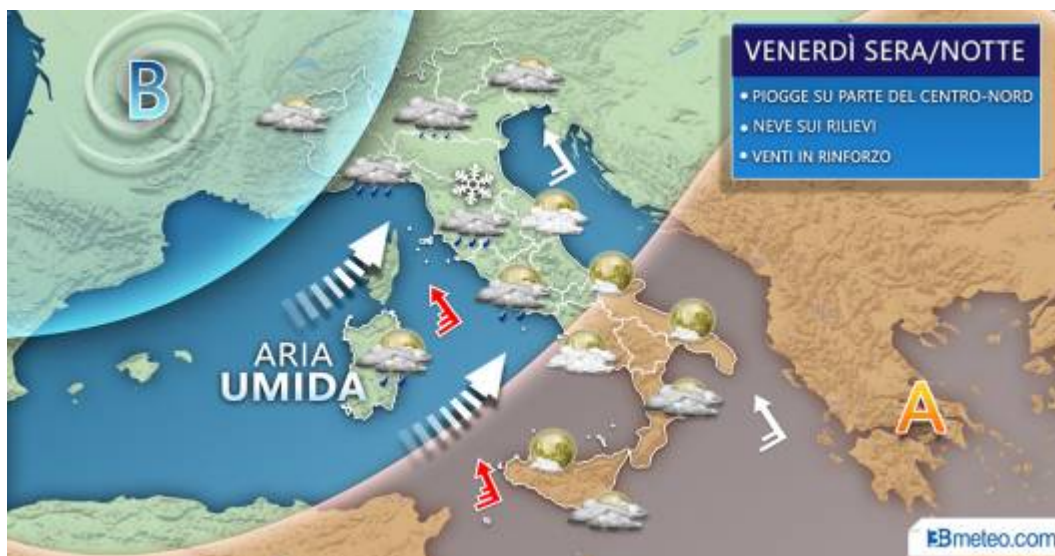 B
VENERDÌ SERA/NOTTE
• PIOGGE SU PARTE DEL CENTRO-NORD
• NEVE SUI RILIEVI
• VENTI IN RINFORZO
ARIA
UMIDA
A
3Bmeteo.com